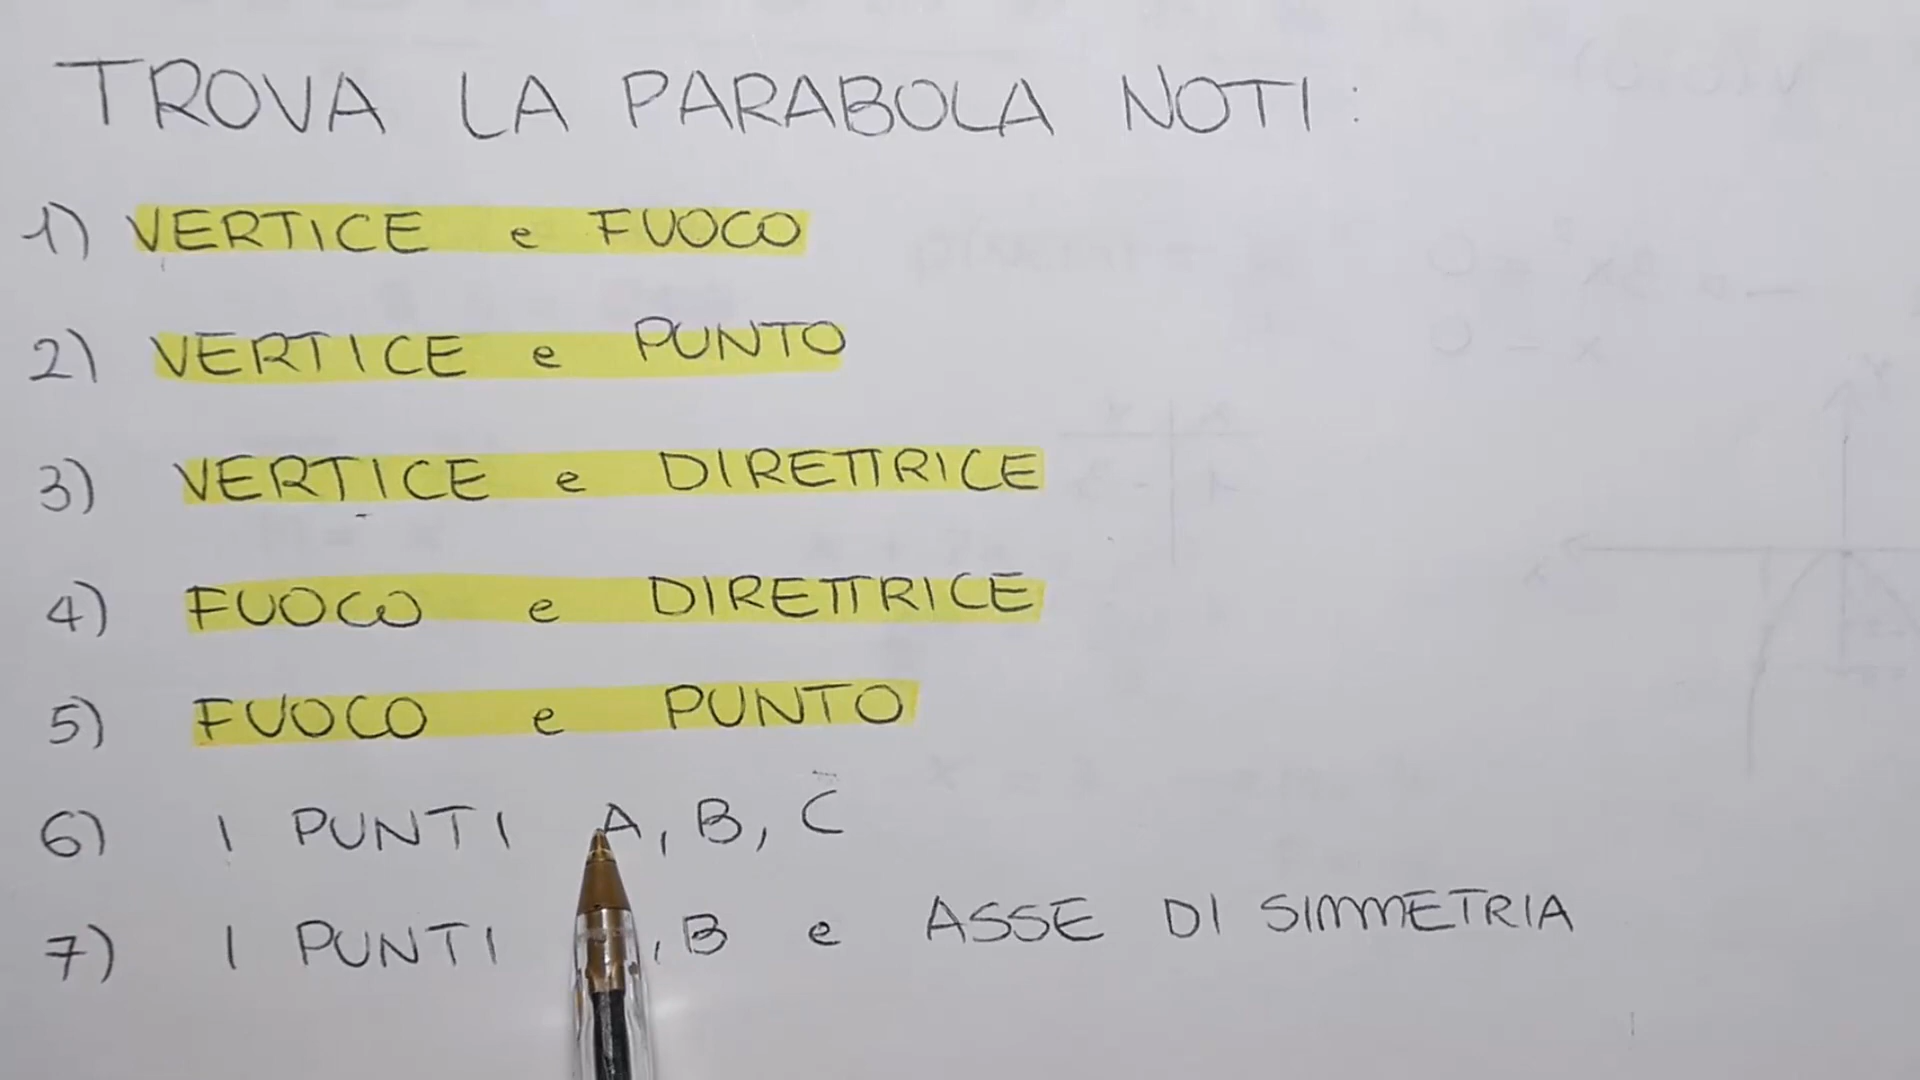 TROVA LA PARABOLA NOTI:
1) VERTICE e FUOCO
2) VERTICE e PUNTO
3) VERTICE e DIRETTRICE
4) FUOCO e DIRETTRICE
5) FUOCO e PUNTO
6) I PUNTI A, B, C
7) I PUNTI , B e ASSE DI SIMMETRIA